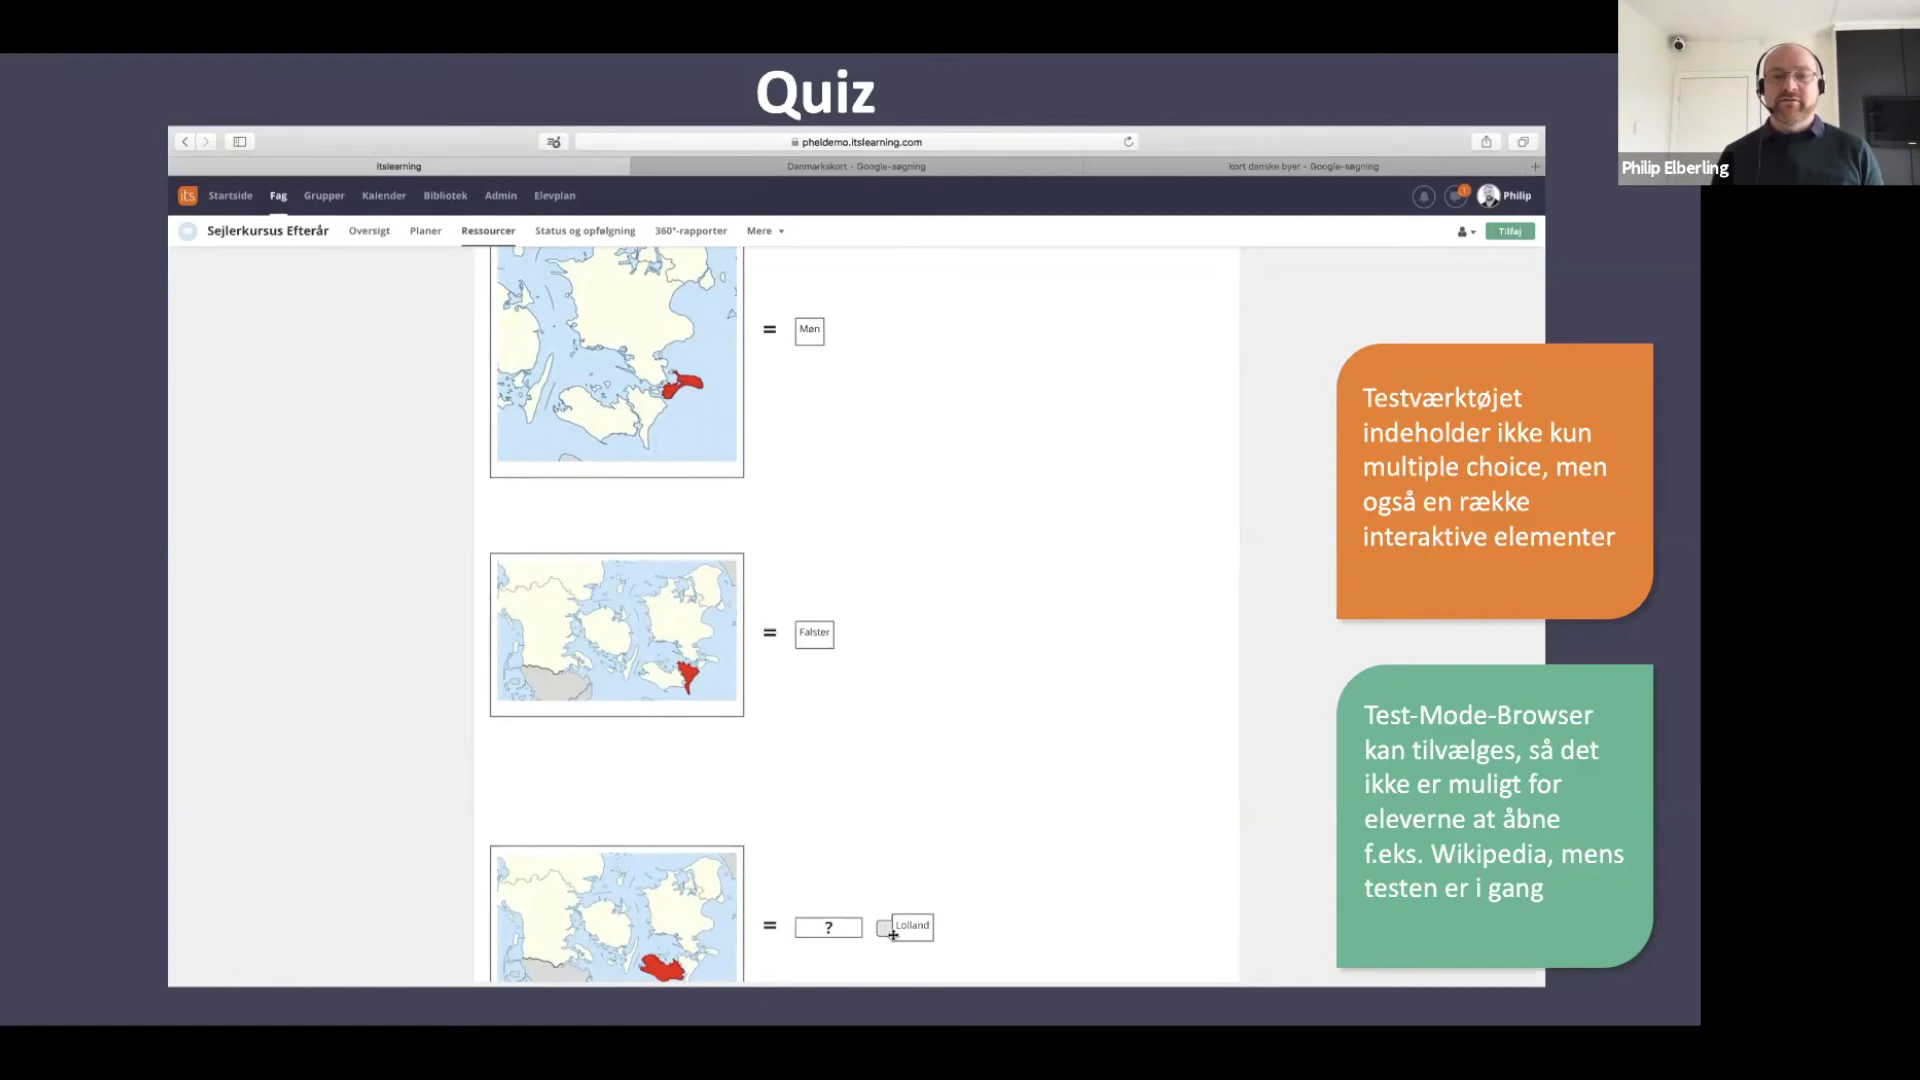 Quiz
Philip Elberling
pheldemo.itslearning.com
itslearning
Danmarkskort - Google-søgning
kort danske byer - Google-søgning
its Startside Fag Grupper Kalender Bibliotek Admin Elevplan 1 Philip
Sejlerkursus Efterår Oversigt Planer Ressourcer Status og opfølgning 360°-rapporter Mere Tilføj
= Møn
= Falster
= ? Lolland
Testværktøjet
indeholder ikke kun
multiple choice, men
også en række
interaktive elementer
Test-Mode-Browser
kan tilvælges, så det
ikke er muligt for
eleverne at åbne
f.eks. Wikipedia, mens
testen er i gang